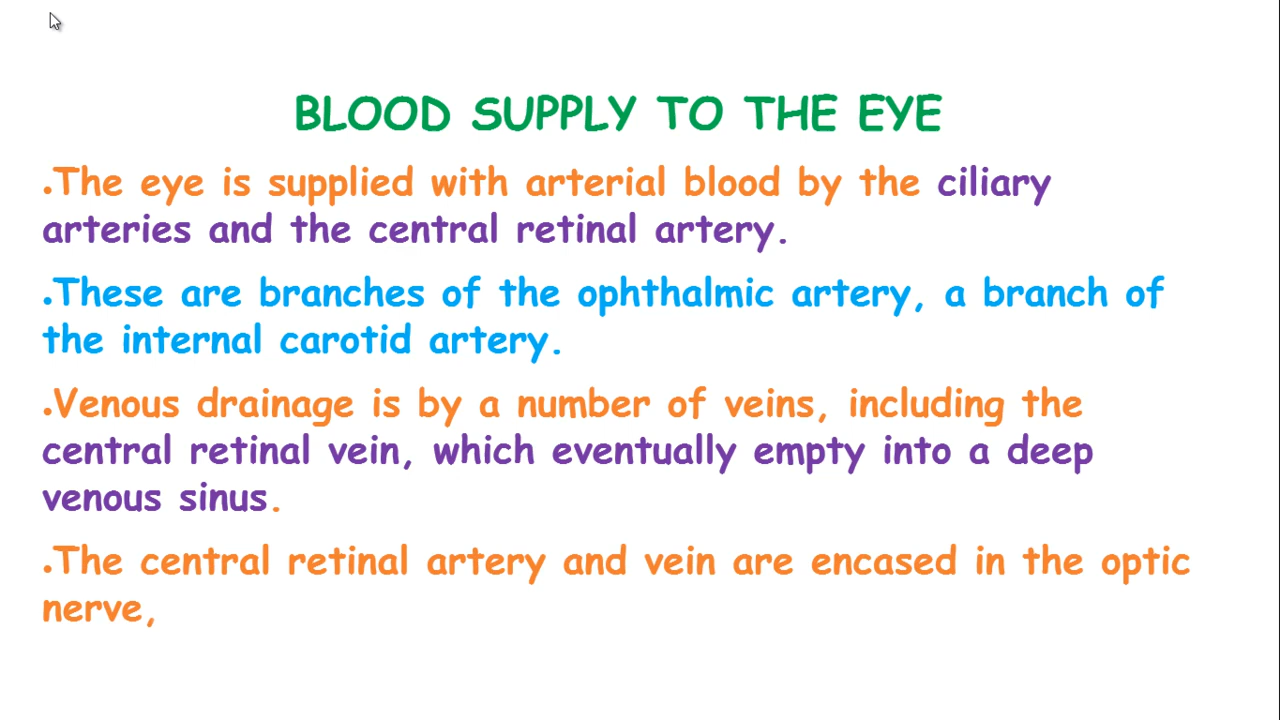 BLOOD SUPPLY TO THE EYE
•The eye is supplied with arterial blood by the ciliary
arteries and the central retinal artery.
•These are branches of the ophthalmic artery, a branch of
the internal carotid artery.
•Venous drainage is by a number of veins, including the
central retinal vein, which eventually empty into a deep
venous sinus.
•The central retinal artery and vein are encased in the optic
nerve,